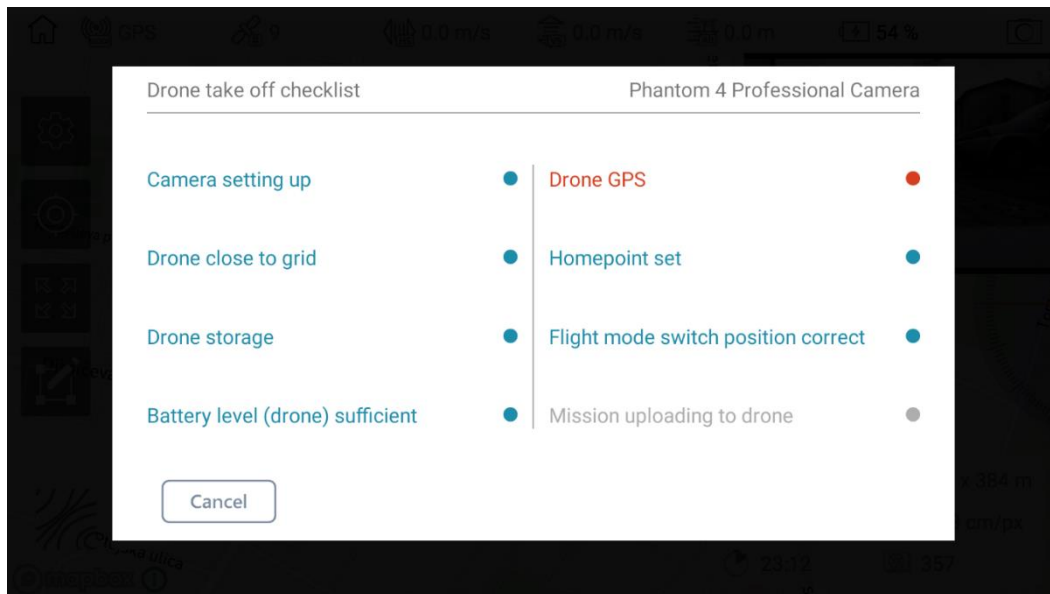 GPS 9 0.0 m/s 0.0 m/s 0.0 m 54 %
Drone take off checklist
Phantom 4 Professional Camera
Camera setting up
Drone GPS
Drone close to grid
Homepoint set
Drone storage
Flight mode switch position correct
Battery level (drone) sufficient
Mission uploading to drone
Cancel
x 384 m
cm/px
ulica
23:12 357
mapbox